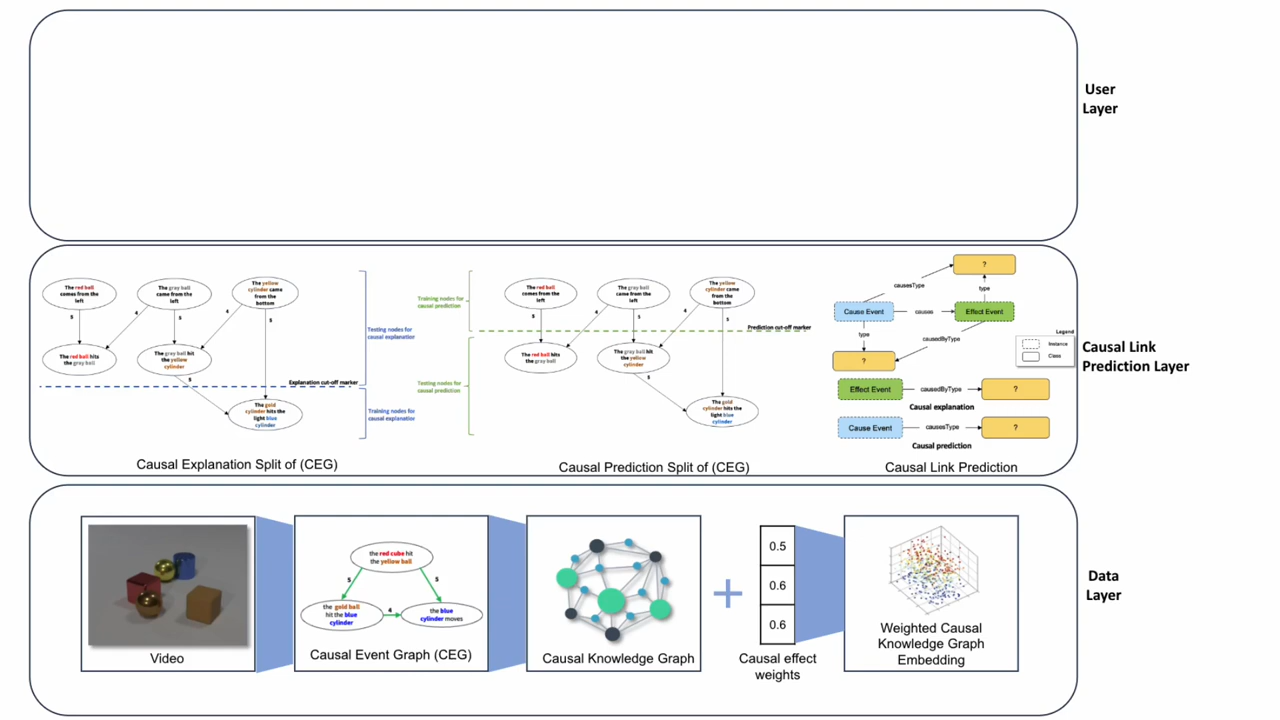 User
Layer
The red ball
comes from the
left
The gray ball
came from the
left
The yellow
cylinder came
from the
bottom
5
4
5
4
5
The red ball hits
the gray ball
The gray ball hit
the yellow
cylinder
5
Explanation cut-off marker
The gold
cylinder hits the
light blue
cylinder
Testing nodes for
causal explanation
Training nodes for
causal explanation
Causal Explanation Split of (CEG)
Training nodes for
causal prediction
Testing nodes for
causal prediction
The red ball
comes from the
left
The gray ball
came from the
left
The yellow
cylinder came
from the
bottom
5
4
5
4
5
Prediction cut-off marker
The red ball hits
the gray ball
The gray ball hit
the yellow
cylinder
5
The gold
cylinder hits the
light blue
cylinder
Causal Prediction Split of (CEG)
?
causesType
type
Cause Event
causes
Effect Event
type
causedByType
?
Legend
Instance
Class
Effect Event
causedByType
?
Causal explanation
Cause Event
causesType
?
Causal prediction
Causal Link Prediction
Causal Link
Prediction Layer
Video
the red cube hit
the yellow ball
5
5
the gold ball
hit the blue
cylinder
4
the blue
cylinder moves
Causal Event Graph (CEG)
Causal Knowledge Graph
0.5
0.6
0.6
Causal effect
weights
Weighted Causal
Knowledge Graph
Embedding
Data
Layer